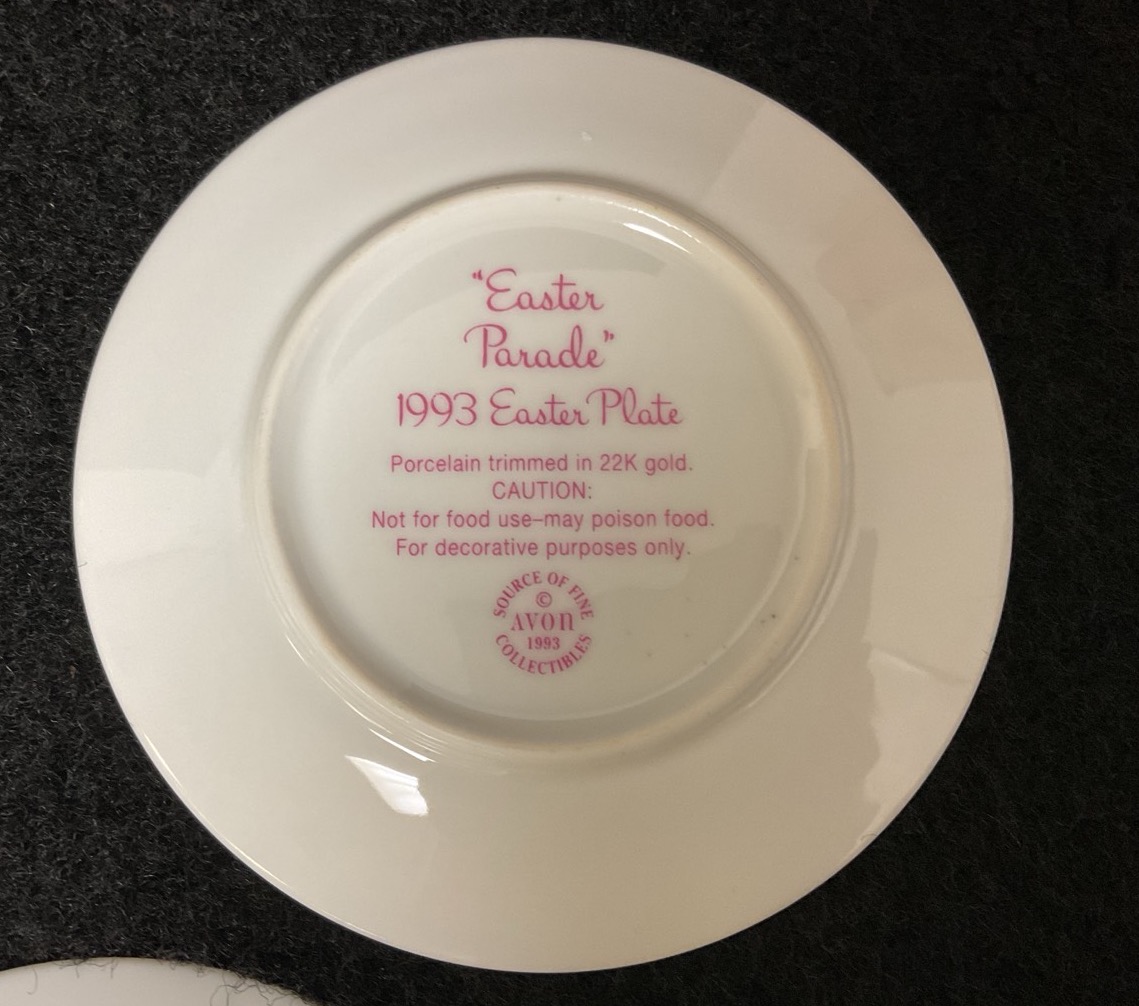 “Easter
Parade”
1993 Easter Plate
Porcelain trimmed in 22K gold.
CAUTION:
Not for food use–may poison food.
For decorative purposes only.
SOURCE OF FINE
©
AVON
1993
COLLECTIBLES